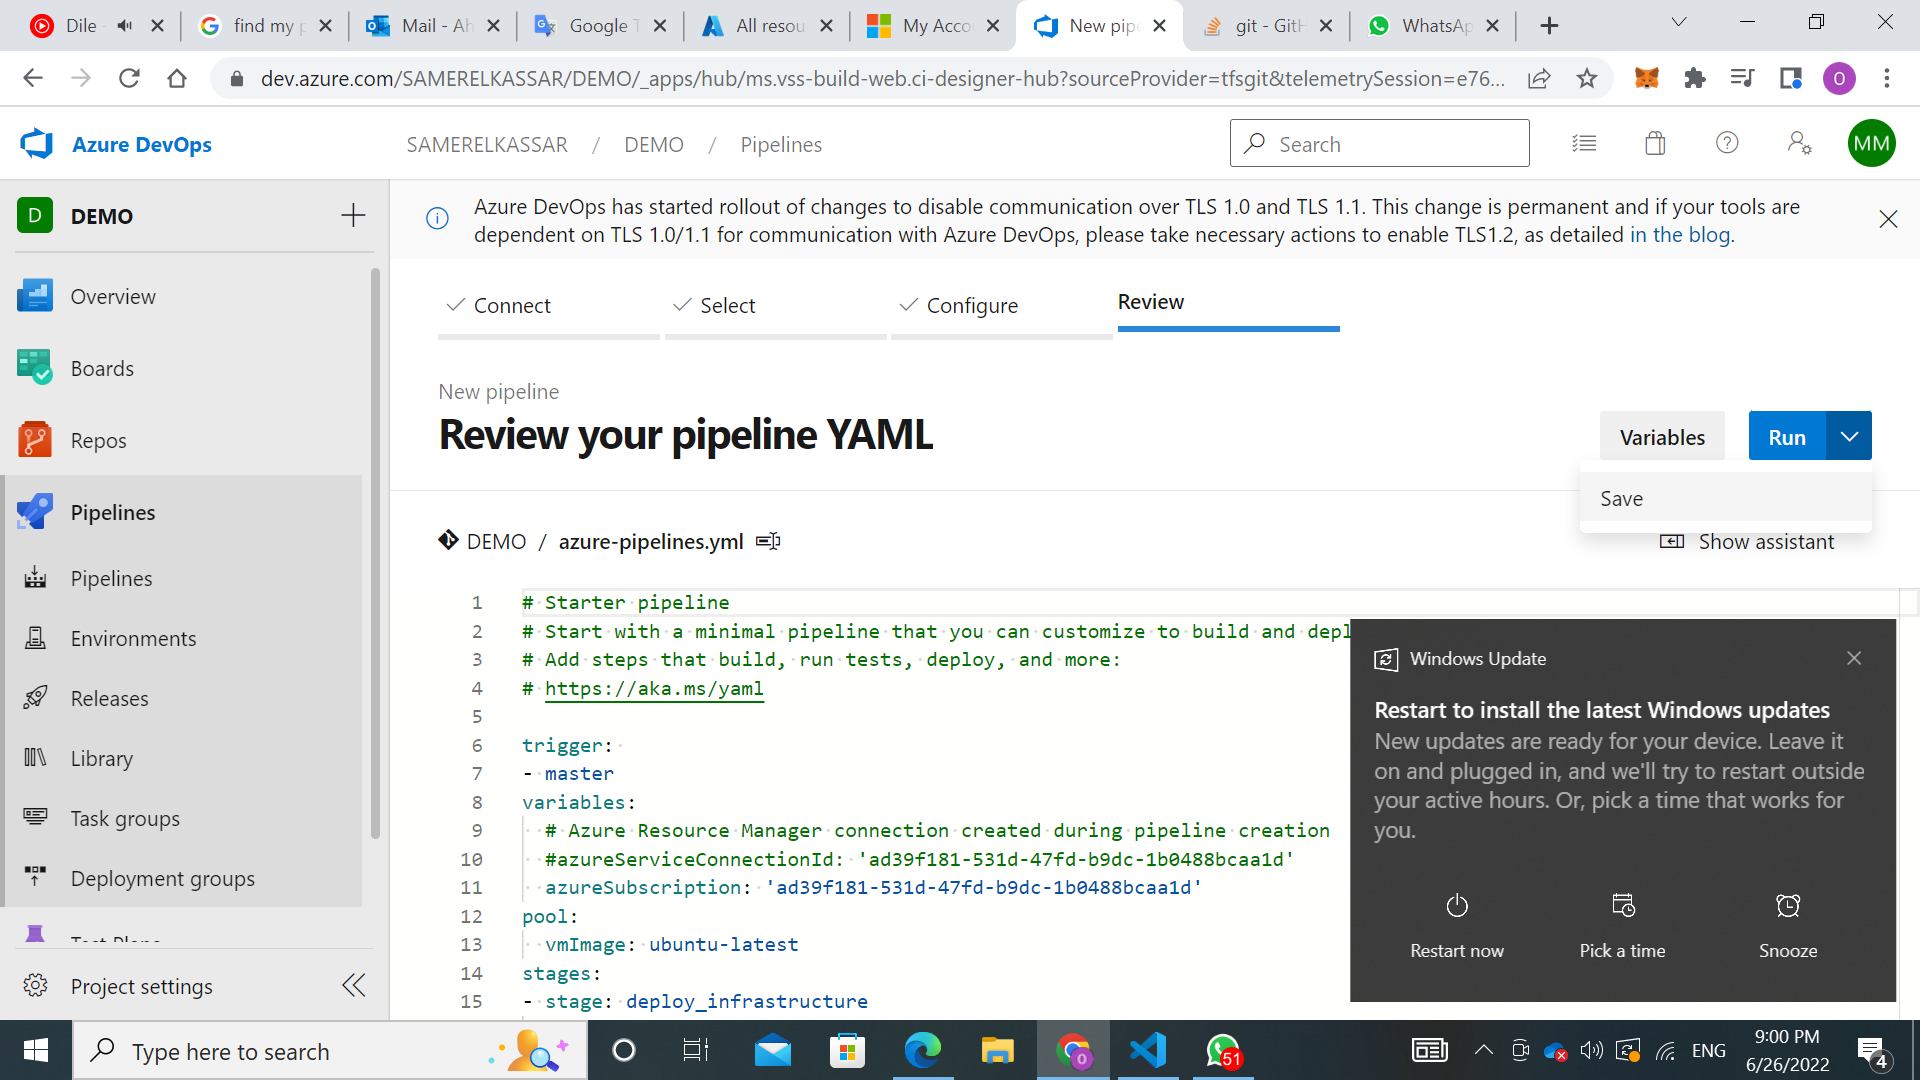 Dile
find my p
Mail - Ah
Google T
All resou
My Acco
New pipe
git - GitH
WhatsAp
dev.azure.com/SAMERELKASSAR/DEMO/_apps/hub/ms.vss-build-web.ci-designer-hub?sourceProvider=tfsgit&telemetrySession=e76...
O
Azure DevOps
SAMERELKASSAR / DEMO / Pipelines
Search
MM
D DEMO
Azure DevOps has started rollout of changes to disable communication over TLS 1.0 and TLS 1.1. This change is permanent and if your tools are
dependent on TLS 1.0/1.1 for communication with Azure DevOps, please take necessary actions to enable TLS1.2, as detailed in the blog.
Overview
Boards
Repos
Pipelines
Pipelines
Environments
Releases
Library
Task groups
Deployment groups
Test Plans
Project settings
Connect
Select
Configure
Review
New pipeline
Review your pipeline YAML
Variables
Run
Save
DEMO / azure-pipelines.yml
Show assistant
1 # Starter pipeline
2 # Start with a minimal pipeline that you can customize to build and depl
3 # Add steps that build, run tests, deploy, and more:
4 # https://aka.ms/yaml
5
6 trigger:
7 - master
8 variables:
9 # Azure Resource Manager connection created during pipeline creation
10 #azureServiceConnectionId: 'ad39f181-531d-47fd-b9dc-1b0488bcaa1d'
11 azureSubscription: 'ad39f181-531d-47fd-b9dc-1b0488bcaa1d'
12 pool:
13 vmImage: ubuntu-latest
14 stages:
15 - stage: deploy_infrastructure
Windows Update
Restart to install the latest Windows updates
New updates are ready for your device. Leave it
on and plugged in, and we'll try to restart outside
your active hours. Or, pick a time that works for
you.
Restart now
Pick a time
Snooze
Type here to search
O
51
ENG
9:00 PM
6/26/2022
4